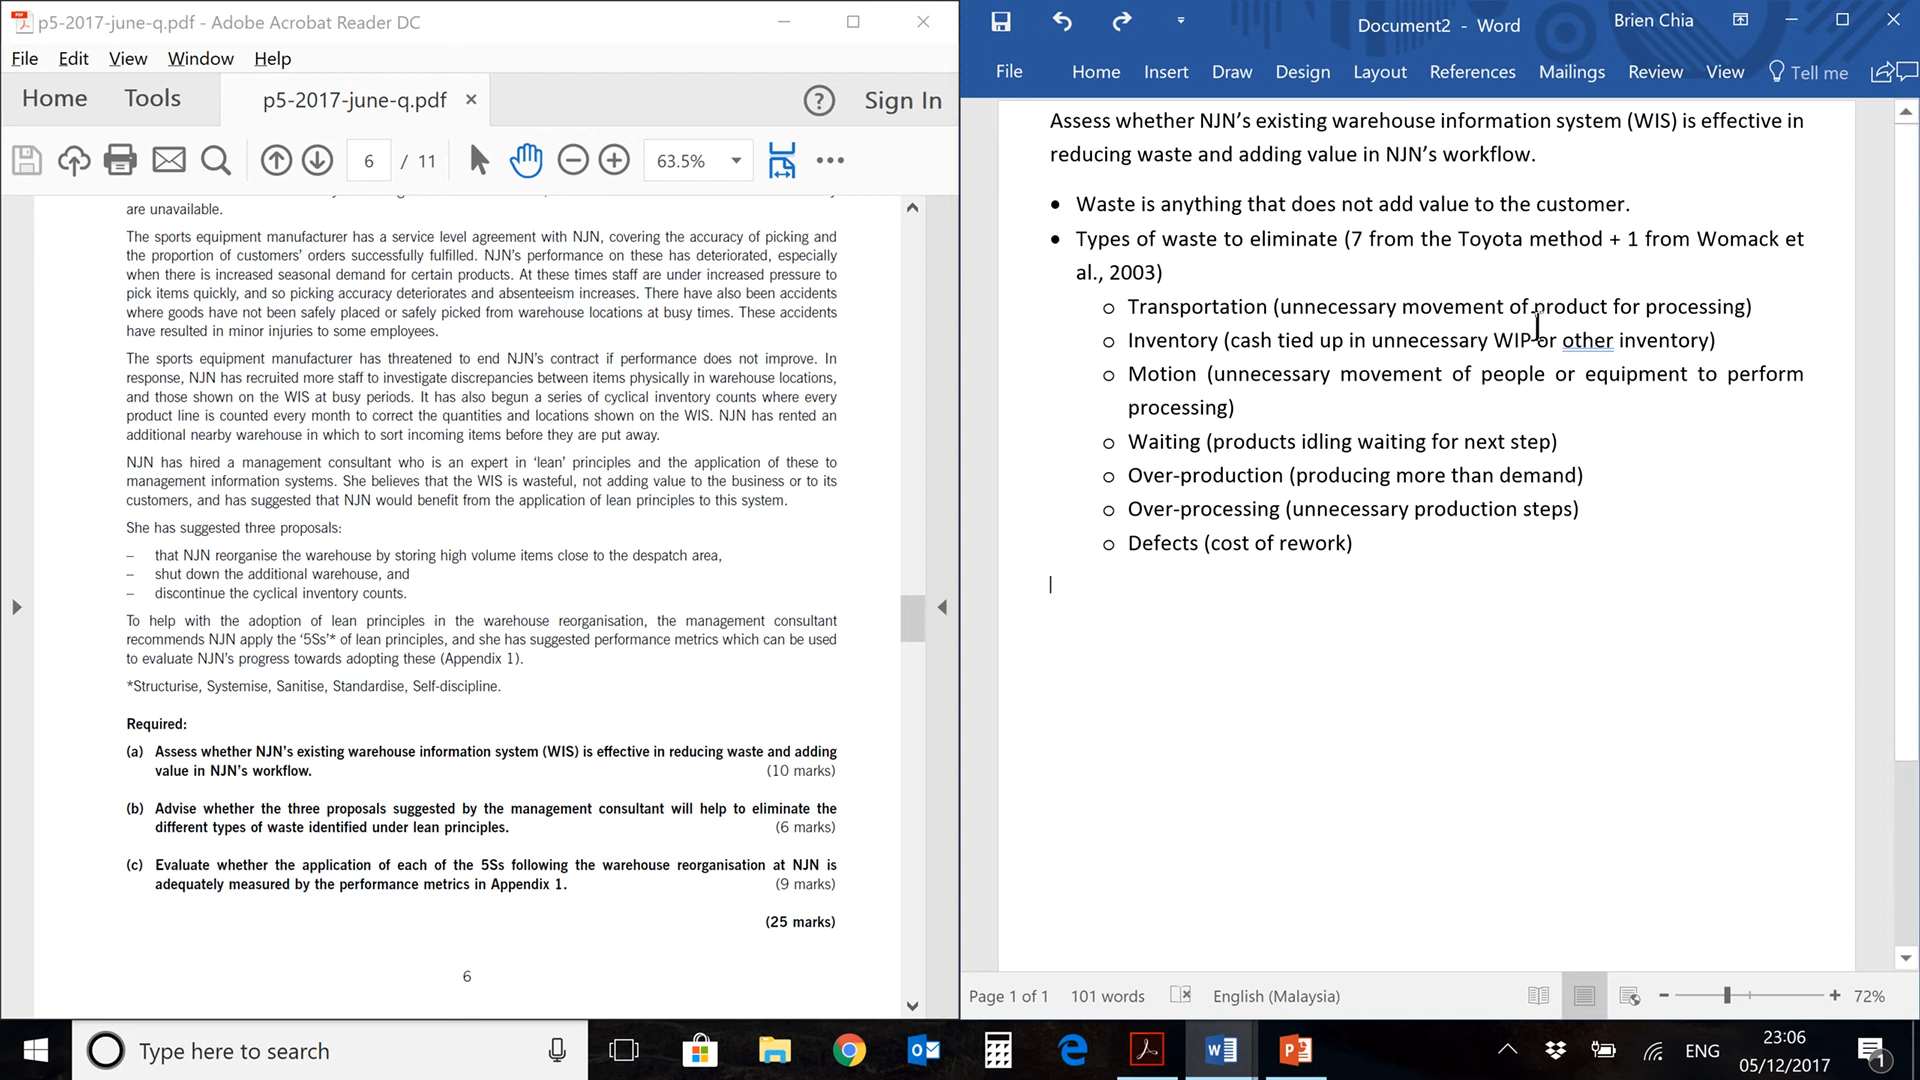 p5-2017-june-q.pdf - Adobe Acrobat Reader DC
File Edit View Window Help
Home Tools p5-2017-june-q.pdf × ? Sign In
6 / 11 63.5%
are unavailable.
The sports equipment manufacturer has a service level agreement with NJN, covering the accuracy of picking and
the proportion of customers' orders successfully fulfilled. NJN's performance on these has deteriorated, especially
when there is increased seasonal demand for certain products. At these times staff are under increased pressure to
pick items quickly, and so picking accuracy deteriorates and absenteeism increases. There have also been accidents
where goods have not been safely placed or safely picked from warehouse locations at busy times. These accidents
have resulted in minor injuries to some employees.
The sports equipment manufacturer has threatened to end NJN's contract if performance does not improve. In
response, NJN has recruited more staff to investigate discrepancies between items physically in warehouse locations,
and those shown on the WIS at busy periods. It has also begun a series of cyclical inventory counts where every
product line is counted every month to correct the quantities and locations shown on the WIS. NJN has rented an
additional nearby warehouse in which to sort incoming items before they are put away.
NJN has hired a management consultant who is an expert in 'lean' principles and the application of these to
management information systems. She believes that the WIS is wasteful, not adding value to the business or to its
customers, and has suggested that NJN would benefit from the application of lean principles to this system.
She has suggested three proposals:
– that NJN reorganise the warehouse by storing high volume items close to the despatch area,
– shut down the additional warehouse, and
– discontinue the cyclical inventory counts.
To help with the adoption of lean principles in the warehouse reorganisation, the management consultant
recommends NJN apply the '5Ss'* of lean principles, and she has suggested performance metrics which can be used
to evaluate NJN's progress towards adopting these (Appendix 1).
*Structurise, Systemise, Sanitise, Standardise, Self-discipline.
Required:
(a) Assess whether NJN's existing warehouse information system (WIS) is effective in reducing waste and adding
value in NJN's workflow. (10 marks)
(b) Advise whether the three proposals suggested by the management consultant will help to eliminate the
different types of waste identified under lean principles. (6 marks)
(c) Evaluate whether the application of each of the 5Ss following the warehouse reorganisation at NJN is
adequately measured by the performance metrics in Appendix 1. (9 marks)
(25 marks)
6
Document2 - Word Brien Chia
File Home Insert Draw Design Layout References Mailings Review View Tell me
Assess whether NJN's existing warehouse information system (WIS) is effective in
reducing waste and adding value in NJN's workflow.
• Waste is anything that does not add value to the customer.
• Types of waste to eliminate (7 from the Toyota method + 1 from Womack et
al., 2003)
o Transportation (unnecessary movement of product for processing)
o Inventory (cash tied up in unnecessary WIP or other inventory)
o Motion (unnecessary movement of people or equipment to perform
processing)
o Waiting (products idling waiting for next step)
o Over-production (producing more than demand)
o Over-processing (unnecessary production steps)
o Defects (cost of rework)
Page 1 of 1 101 words English (Malaysia) 72%
Type here to search
ENG
23:06
05/12/2017
1